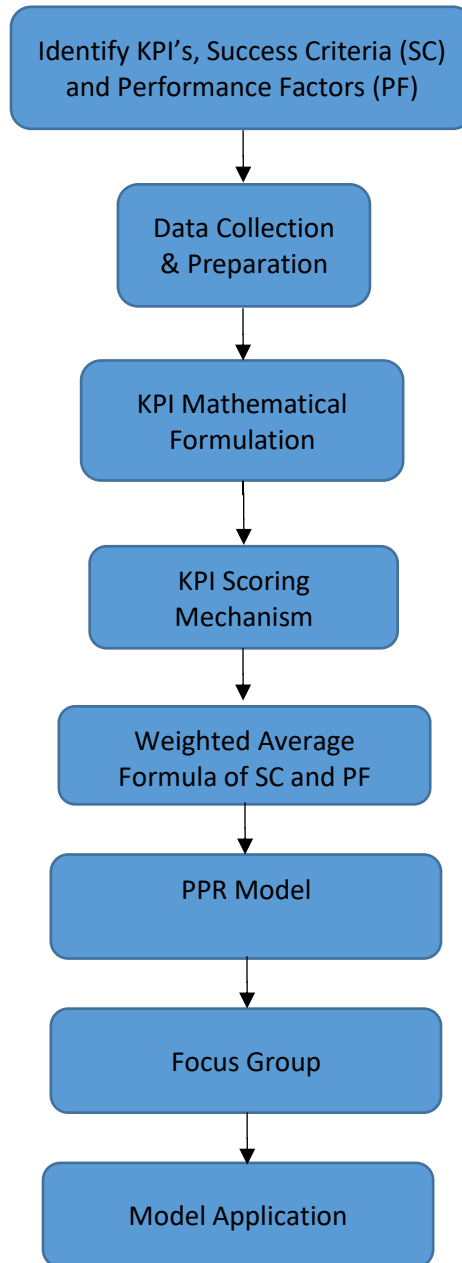 Identify KPI's, Success Criteria (SC)
and Performance Factors (PF)
Data Collection
& Preparation
KPI Mathematical
Formulation
KPI Scoring
Mechanism
Weighted Average
Formula of SC and PF
PPR Model
Focus Group
Model Application